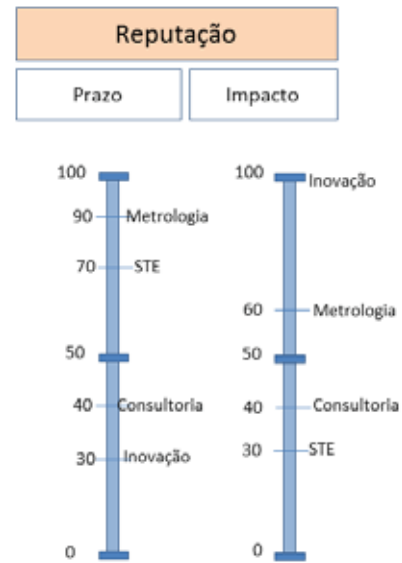 Reputação
Prazo
Impacto
100
90 Metrologia
70 STE
50
40 Consultoria
30 Inovação
0
100 Inovação
60 Metrologia
50
40 Consultoria
30 STE
0